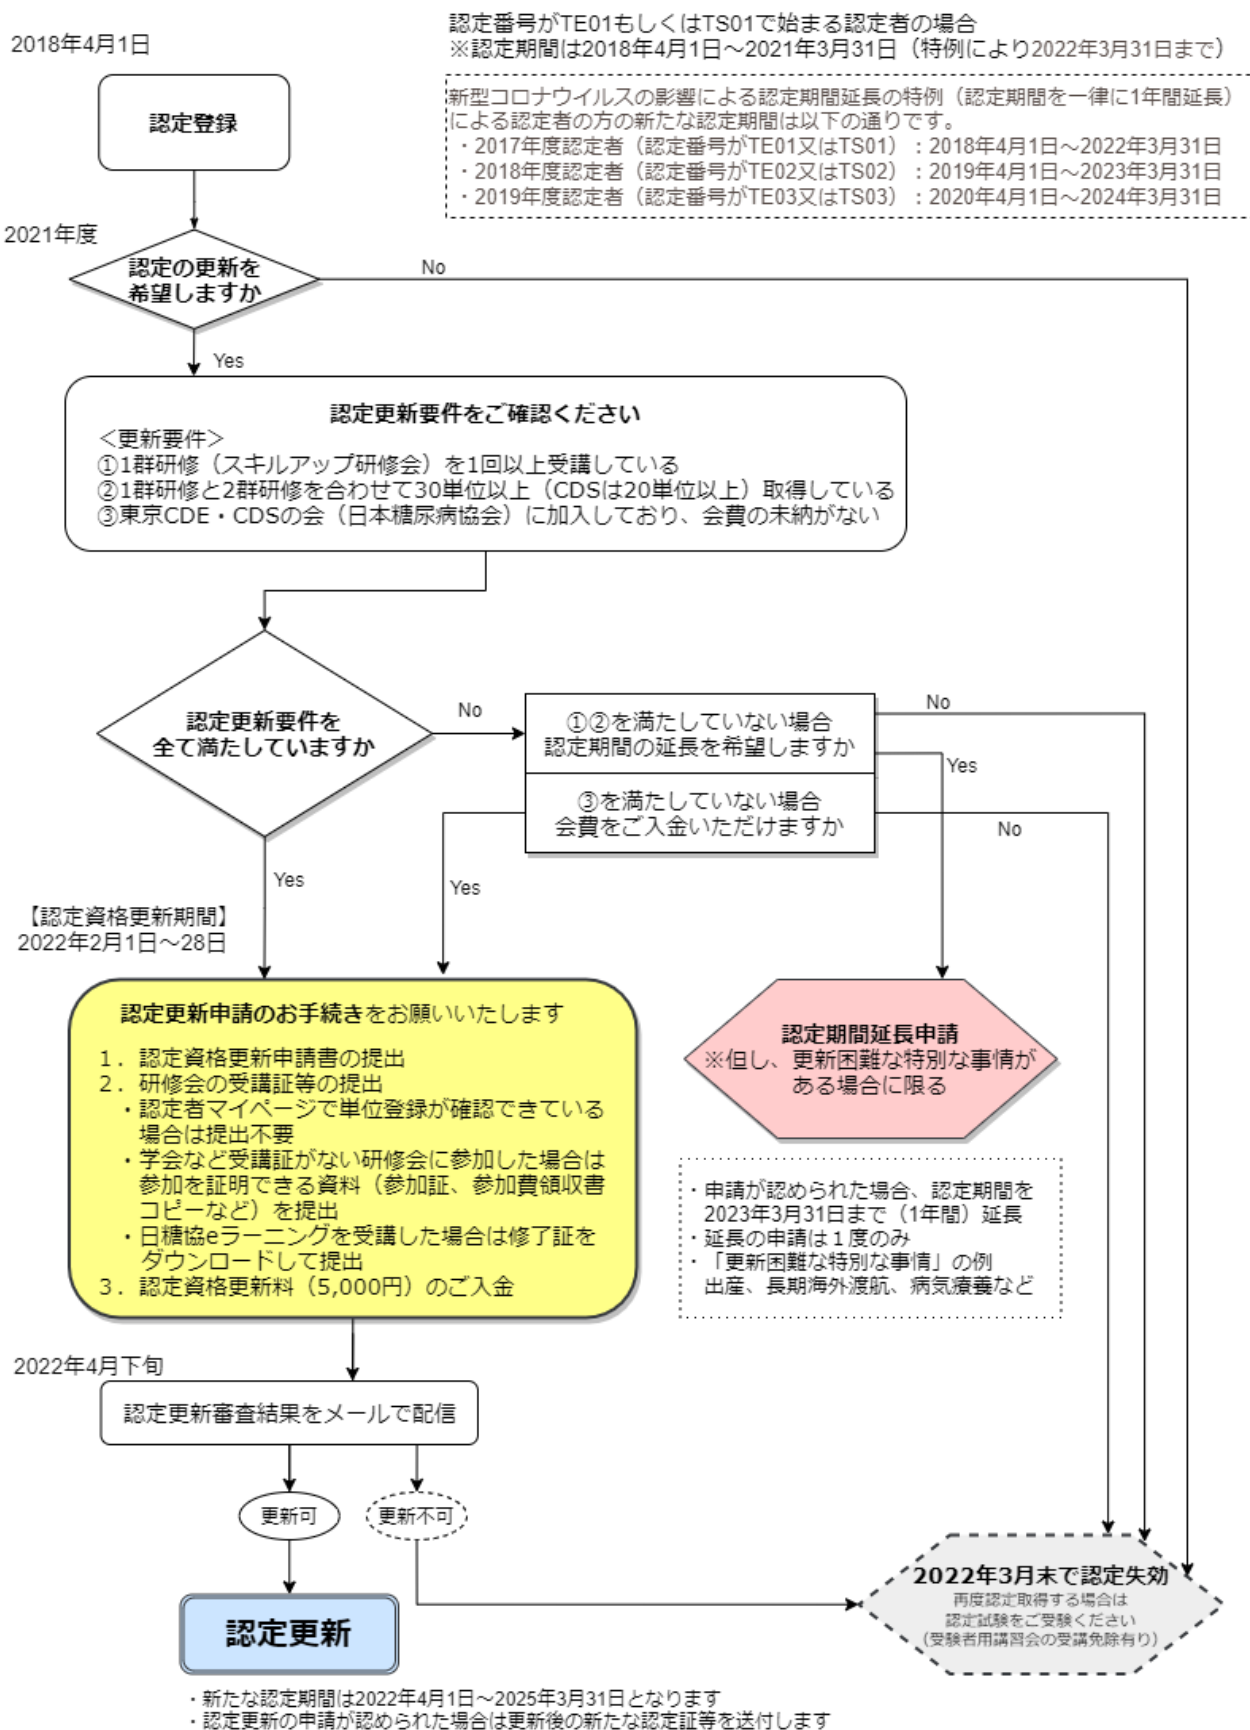 2018年4月1日
認定番号がTE01もしくはTS01で始まる認定者の場合
※認定期間は2018年4月1日～2021年3月31日（特例により2022年3月31日まで）
新型コロナウイルスの影響による認定期間延長の特例（認定期間を一律に1年間延長）
による認定者の方の新たな認定期間は以下の通りです。
・2017年度認定者（認定番号がTE01又はTS01）：2018年4月1日～2022年3月31日
・2018年度認定者（認定番号がTE02又はTS02）：2019年4月1日～2023年3月31日
・2019年度認定者（認定番号がTE03又はTS03）：2020年4月1日～2024年3月31日
認定登録
2021年度
認定の更新を
希望しますか
No
Yes
認定更新要件をご確認ください
＜更新要件＞
①1群研修（スキルアップ研修会）を1回以上受講している
②1群研修と2群研修を合わせて30単位以上（CDSは20単位以上）取得している
③東京CDE・CDSの会（日本糖尿病協会）に加入しており、会費の未納がない
認定更新要件を
全て満たしていますか
No
①②を満たしていない場合
認定期間の延長を希望しますか
No
Yes
③を満たしていない場合
会費をご入金いただけますか
No
Yes
Yes
【認定資格更新期間】
2022年2月1日～28日
認定更新申請のお手続きをお願いいたします
1．認定資格更新申請書の提出
2．研修会の受講証等の提出
・認定者マイページで単位登録が確認できている
場合は提出不要
・学会など受講証がない研修会に参加した場合は
参加を証明できる資料（参加証、参加費領収書
コピーなど）を提出
・日糖協eラーニングを受講した場合は修了証を
ダウンロードして提出
3．認定資格更新料（5,000円）のご入金
認定期間延長申請
※但し、更新困難な特別な事情が
ある場合に限る
・申請が認められた場合、認定期間を
2023年3月31日まで（1年間）延長
・延長の申請は１度のみ
・「更新困難な特別な事情」の例
出産、長期海外渡航、病気療養など
2022年4月下旬
認定更新審査結果をメールで配信
更新可
更新不可
認定更新
2022年3月末で認定失効
再度認定取得する場合は
認定試験をご受験ください
（受験者用講習会の受講免除有り）
・新たな認定期間は2022年4月1日～2025年3月31日となります
・認定更新の申請が認められた場合は更新後の新たな認定証等を送付します